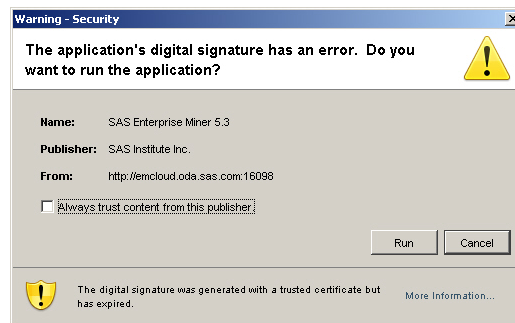 Warning - Security
The application's digital signature has an error. Do you
want to run the application?
Name: SAS Enterprise Miner 5.3
Publisher: SAS Institute Inc.
From: http://emcloud.oda.sas.com:16098
Always trust content from this publisher.
Run Cancel
The digital signature was generated with a trusted certificate but
has expired.
More Information...